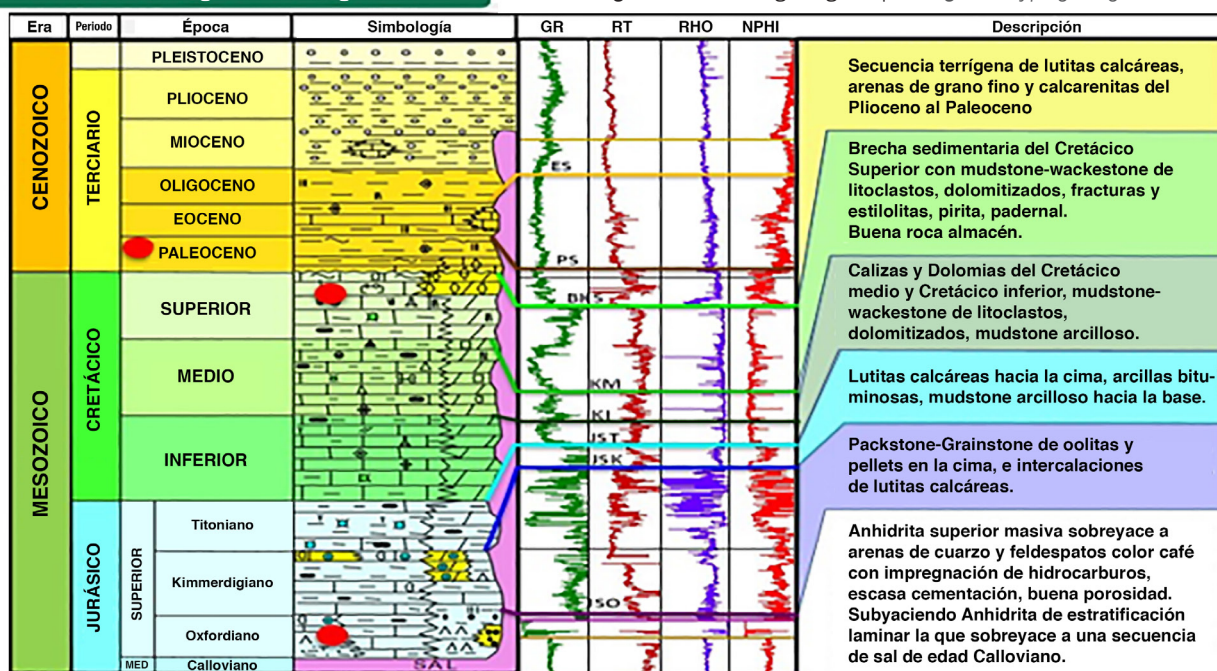 Era Periodo Época Simbología GR RT RHO NPHI Descripción
CENOZOICO
TERCIARIO
PLEISTOCENO
PLIOCENO
MIOCENO
OLIGOCENO
EOCENO
PALEOCENO
MESOZOICO
CRETÁCICO
SUPERIOR
MEDIO
INFERIOR
JURÁSICO
SUPERIOR
Titoniano
Kimmerdigiano
Oxfordiano
MED
Calloviano
SAL
ES
PS
BKS
KM
KI
JST
JSK
JSO
Secuencia terrígena de lutitas calcáreas,
arenas de grano fino y calcarenitas del
Plioceno al Paleoceno
Brecha sedimentaria del Cretácico
Superior con mudstone-wackestone de
litoclastos, dolomitizados, fracturas y
estilolitas, pirita, padernal.
Buena roca almacén.
Calizas y Dolomias del Cretácico
medio y Cretácico inferior, mudstone-
wackestone de litoclastos,
dolomitizados, mudstone arcilloso.
Lutitas calcáreas hacia la cima, arcillas bitu-
minosas, mudstone arcilloso hacia la base.
Packstone-Grainstone de oolitas y
pellets en la cima, e intercalaciones
de lutitas calcáreas.
Anhidrita superior masiva sobreyace a
arenas de cuarzo y feldespatos color café
con impregnación de hidrocarburos,
escasa cementación, buena porosidad.
Subyaciendo Anhidrita de estratificación
laminar la que sobreyace a una secuencia
de sal de edad Calloviano.